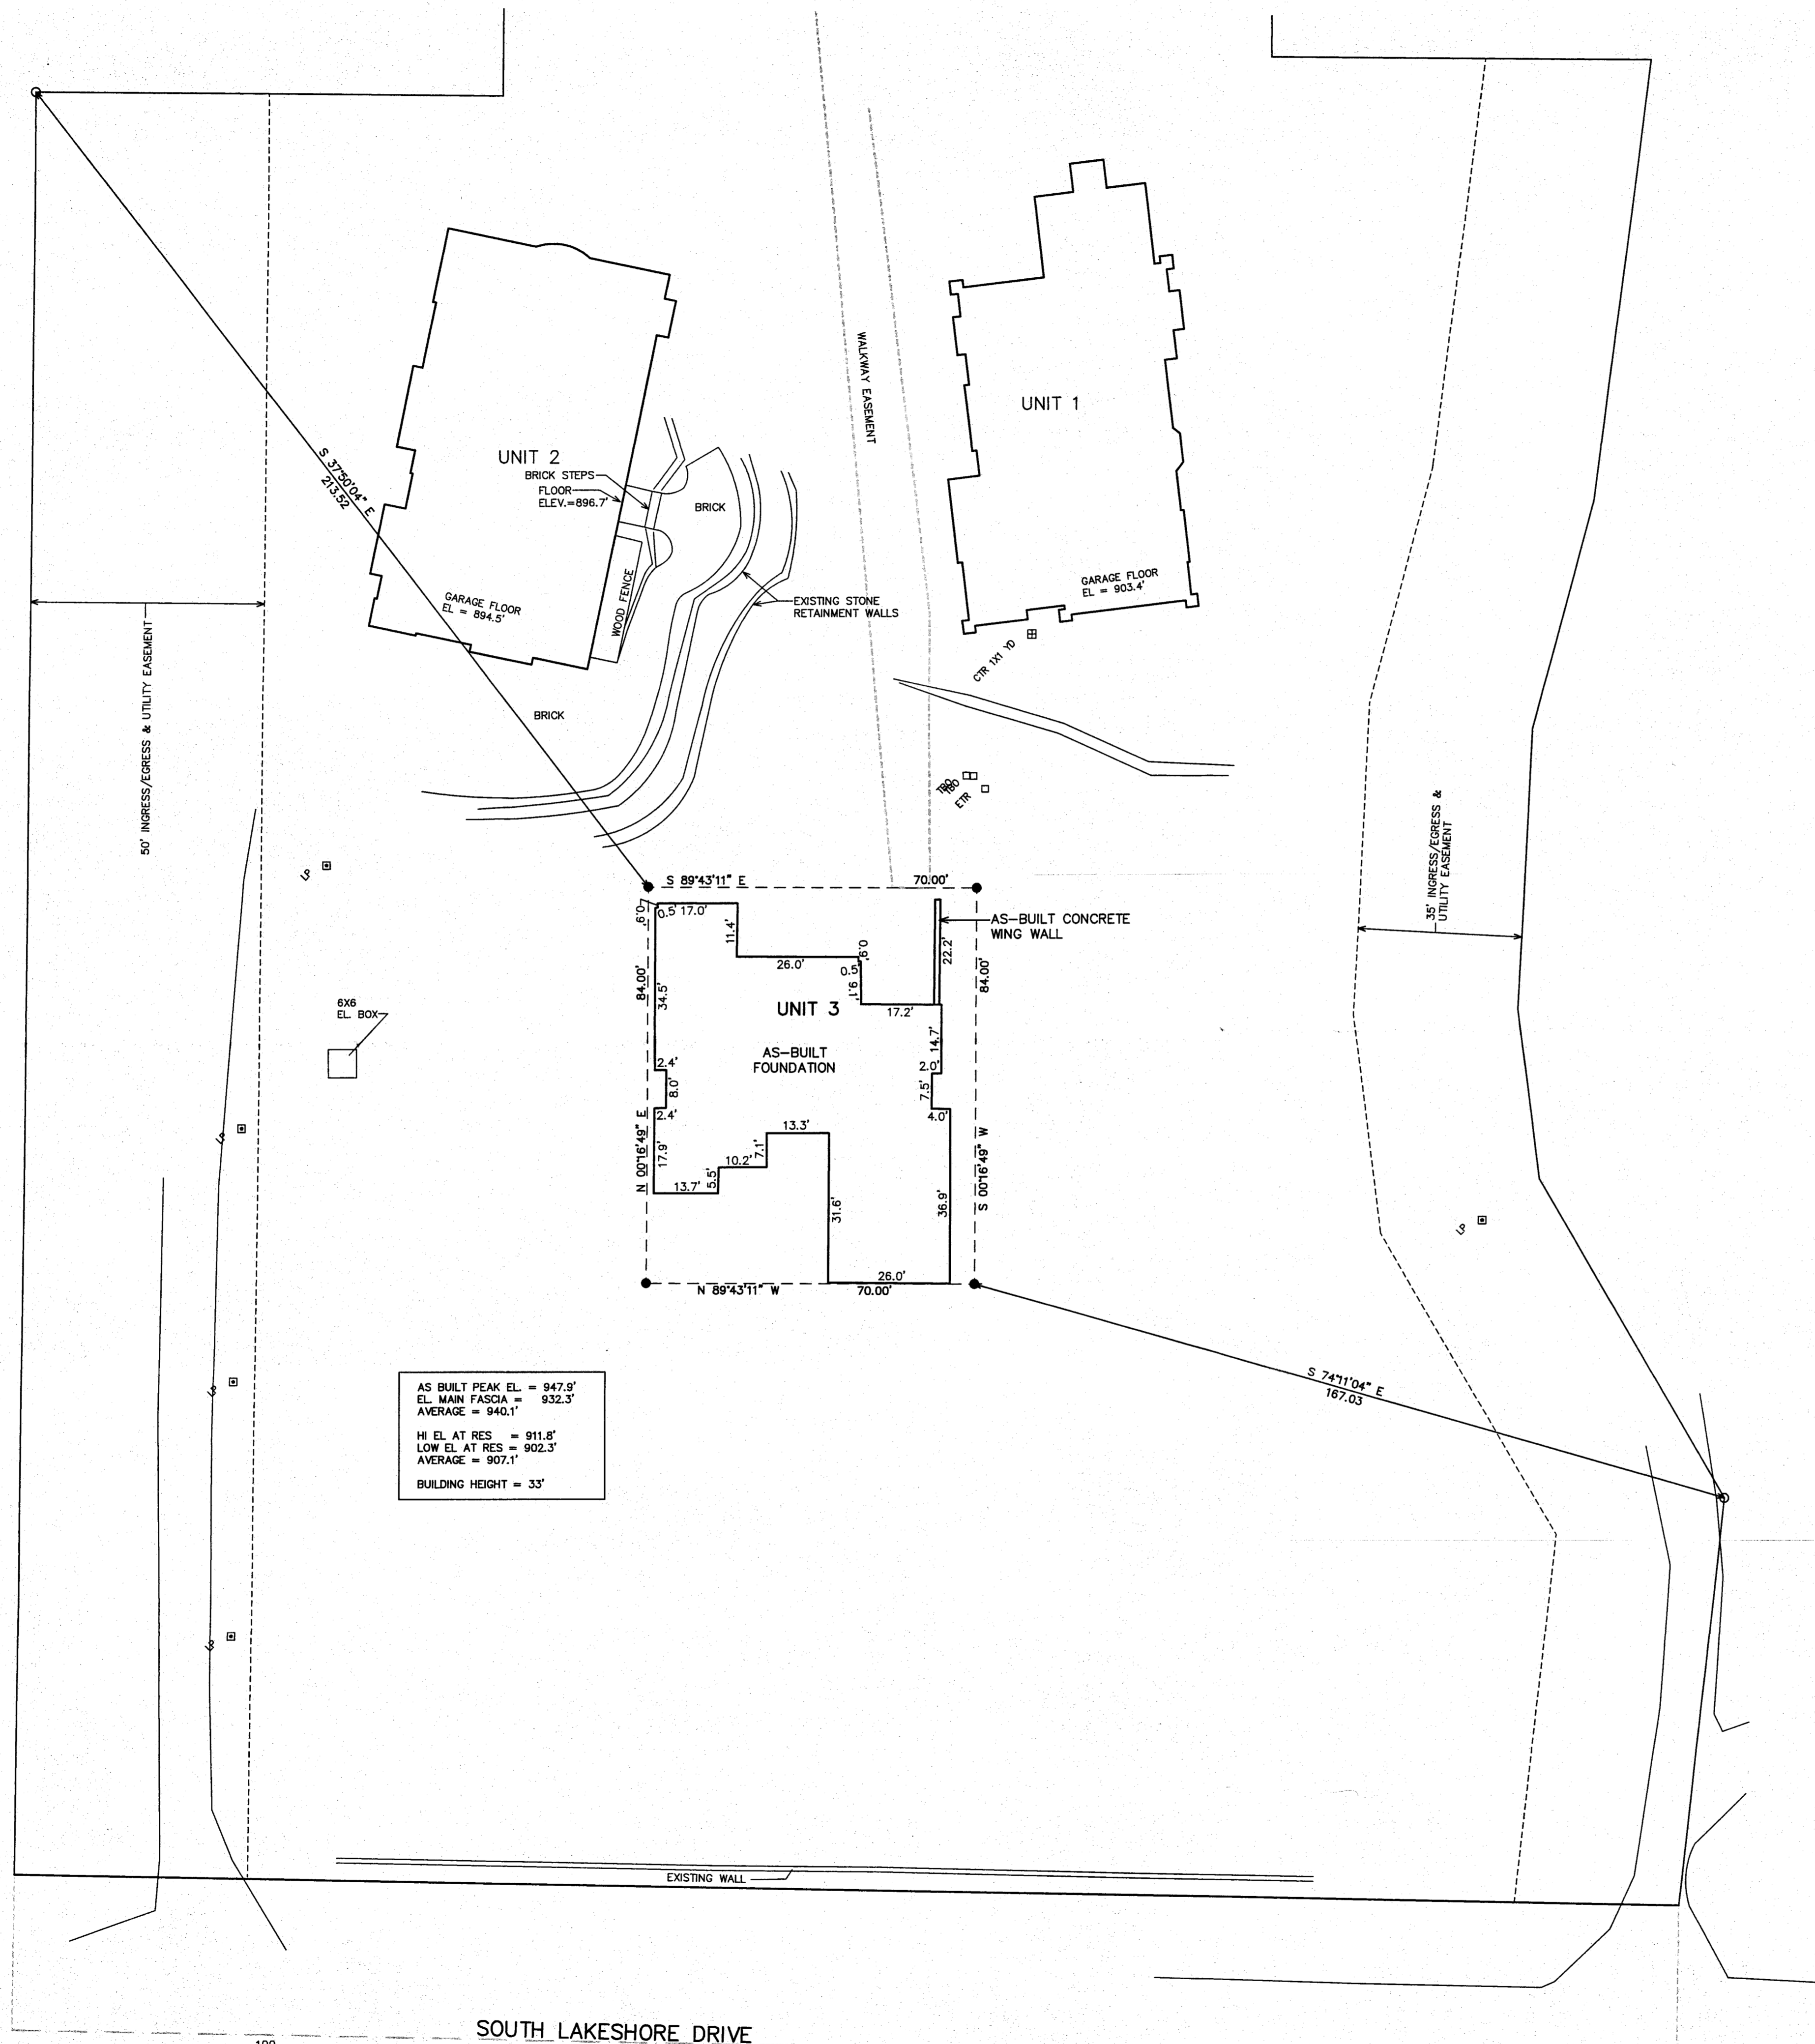 WALKWAY EASEMENT
UNIT 1
S 37°50'04" E
213.52
UNIT 2
BRICK STEPS
FLOOR
ELEV.=896.7'
BRICK
GARAGE FLOOR
EL = 894.5'
WOOD FENCE
EXISTING STONE
RETAINMENT WALLS
GARAGE FLOOR
EL = 903.4'
CTR 1X1 YD
50' INGRESS/EGRESS & UTILITY EASEMENT
BRICK
TBO
TBO
ETR
35' INGRESS/EGRESS &
UTILITY EASEMENT
LP
S 89°43'11" E
70.00'
0.9'
0.5'
17.0'
11.4'
AS-BUILT CONCRETE
WING WALL
22.2'
26.0'
0.9'
0.5'
9.1'
84.00'
34.5'
84.00'
UNIT 3
17.2'
6X6
EL. BOX
14.7'
AS-BUILT
FOUNDATION
2.4'
8.0'
2.0'
7.5'
2.4'
4.0'
LP
13.3'
N 00°16'49" E
17.9'
7.1'
10.2'
5.5'
13.7'
S 00°16'49" W
31.6'
36.9'
LP
26.0'
N 89°43'11" W
70.00'
S 74°11'04" E
167.03
LP
AS BUILT PEAK EL. = 947.9'
EL. MAIN FASCIA = 932.3'
AVERAGE = 940.1'
HI EL AT RES = 911.8'
LOW EL AT RES = 902.3'
AVERAGE = 907.1'
BUILDING HEIGHT = 33'
LP
EXISTING WALL
SOUTH LAKESHORE DRIVE